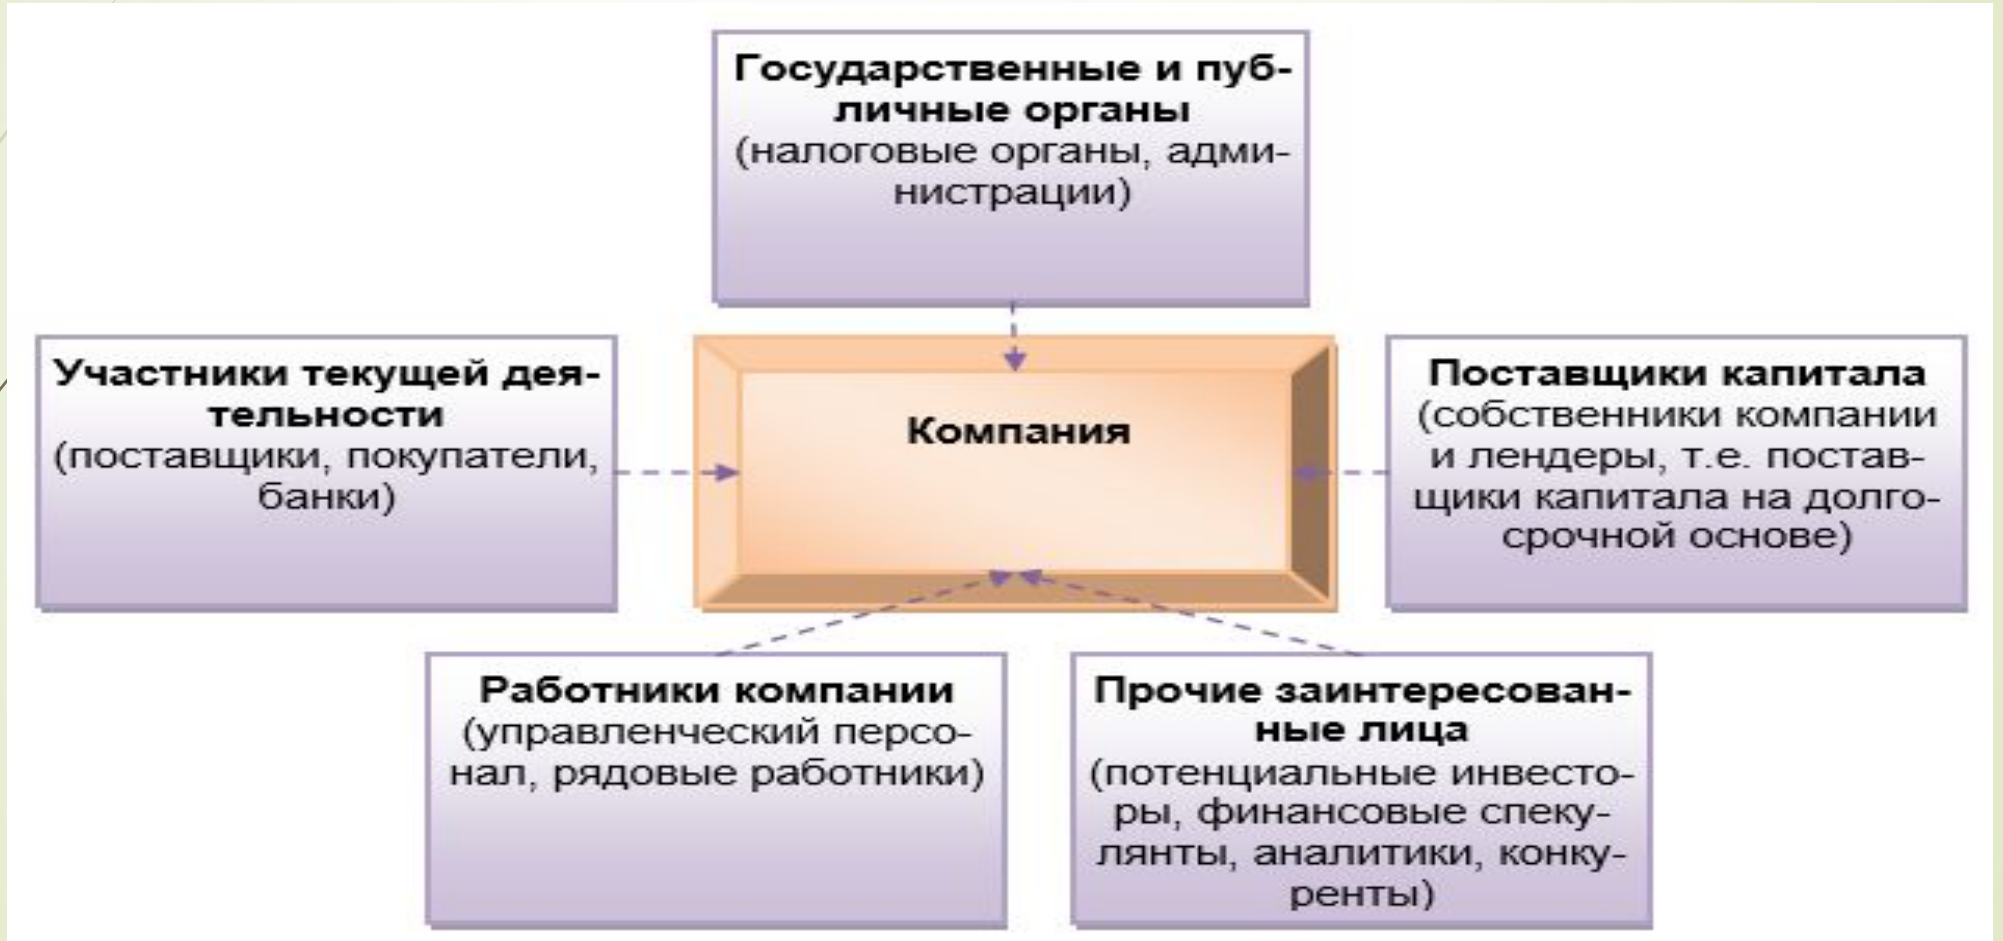 Государственные и пуб-
личные органы
(налоговые органы, адми-
нистрации)
Участники текущей дея-
тельности
(поставщики, покупатели,
банки)
Компания
Поставщики капитала
(собственники компании
и лендеры, т.е. постав-
щики капитала на долго-
срочной основе)
Работники компании
(управленческий персо-
нал, рядовые работники)
Прочие заинтересован-
ные лица
(потенциальные инвесто-
ры, финансовые спеку-
лянты, аналитики, конку-
ренты)